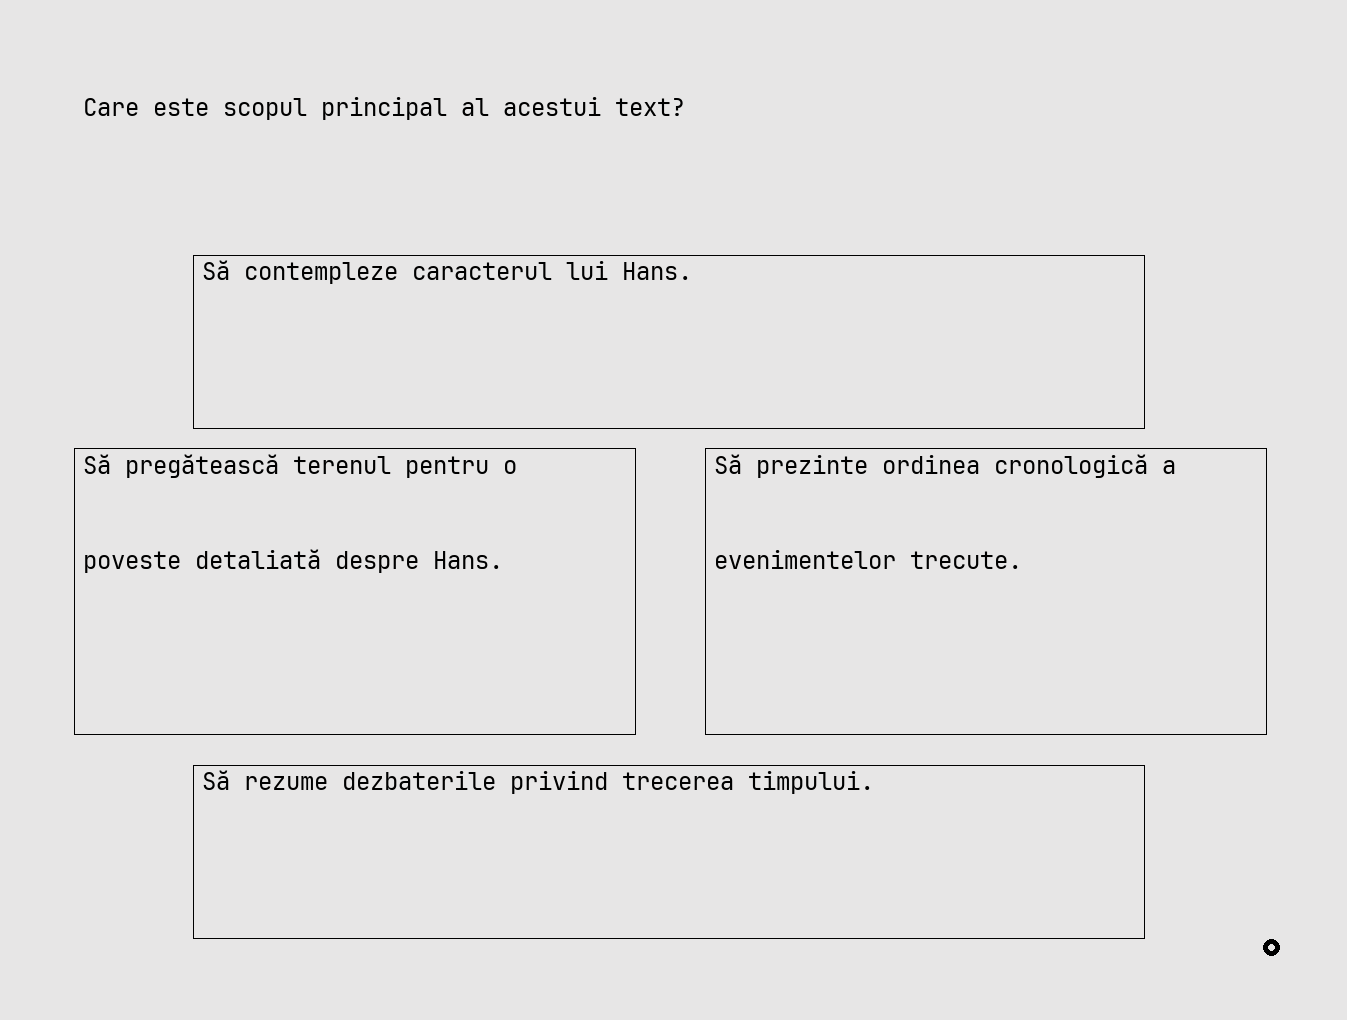 Care este scopul principal al acestui text?
Să contempleze caracterul lui Hans.
Să pregătească terenul pentru o
poveste detaliată despre Hans.
Să prezinte ordinea cronologică a
evenimentelor trecute.
Să rezume dezbaterile privind trecerea timpului.